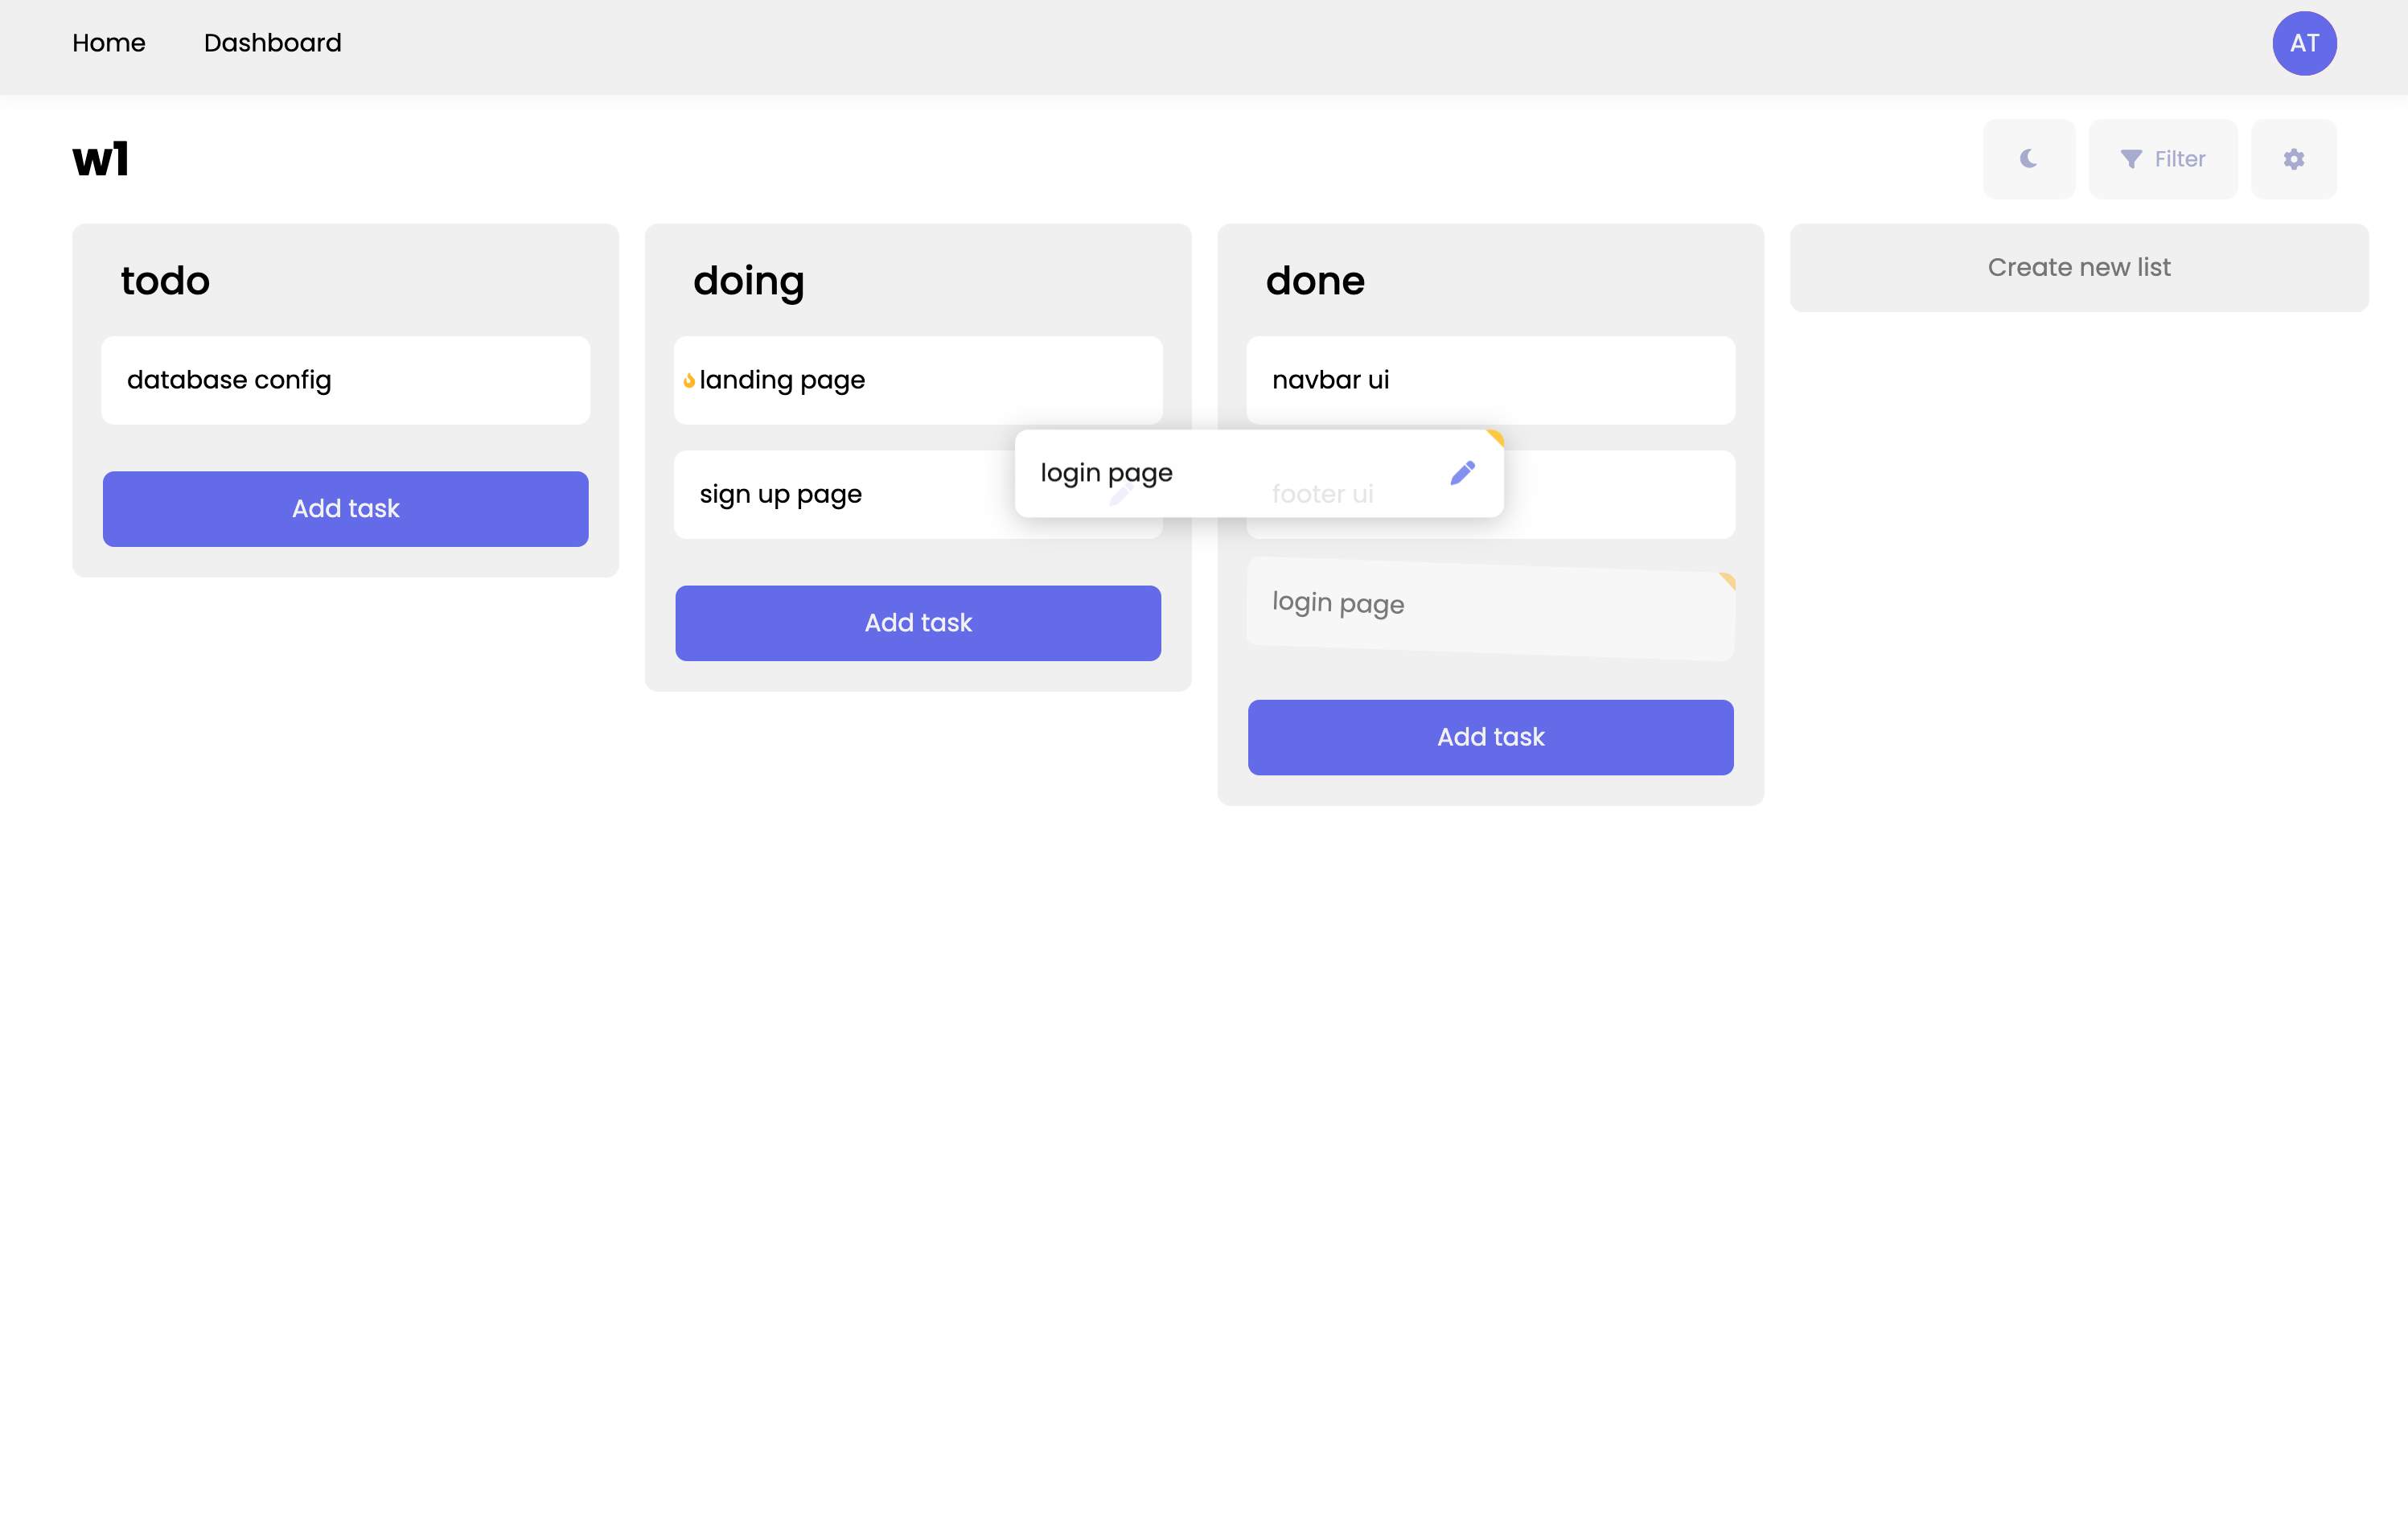 Home Dashboard AT
w1
Filter
todo
database config
Add task
doing
landing page
sign up page
Add task
login page
done
navbar ui
footer ui
login page
Add task
Create new list